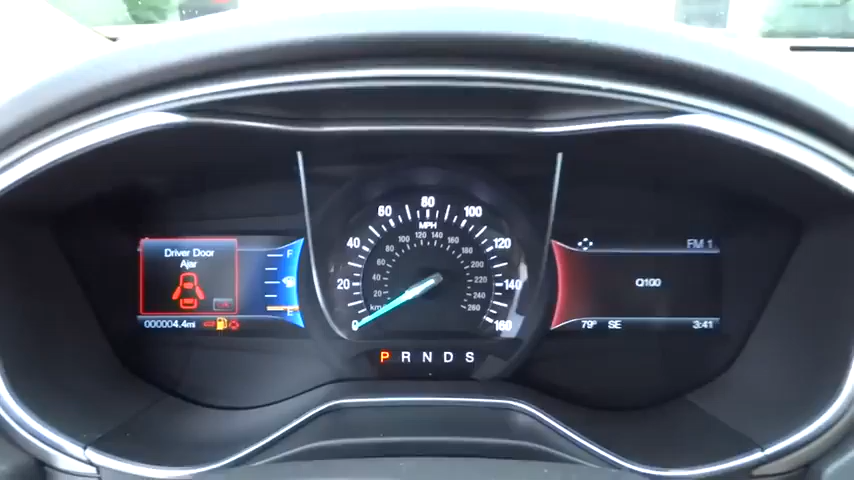 Driver Door
Ajar
000004.4mi
F
E
0 20 40 60 80 100 120 140 160
MPH
20 40 60 80 100 120 140 160 180 200 220 240 260
P R N D S
FM 1
Q100
79° SE
3:41